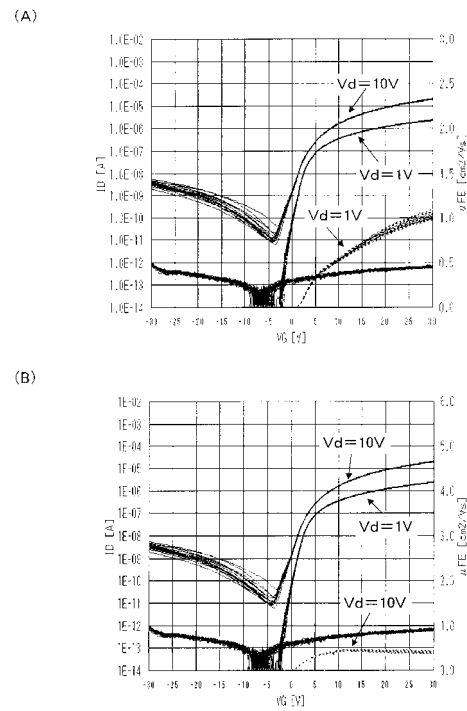 (A)
1.0E-02
1.0E-03
1.0E-04
1.0E-05
1.0E-06
1.0E-07
1.0E-08
1.0E-09
1.0E-10
1.0E-11
1.0E-12
1.0E-13
1.0E-14
ID [A]
3.0
2.5
2.0
1.5
1.0
0.5
0.0
μFE [cm2/Vs]
Vd=10V
Vd=1V
Vd=1V
-30 -25 -20 -15 -10 -5 0 5 10 15 20 25 30
VG [V]
(B)
1E-02
1E-03
1E-04
1E-05
1E-06
1E-07
1E-08
1E-09
1E-10
1E-11
1E-12
1E-13
1E-14
ID [A]
6.0
5.0
4.0
3.0
2.0
1.0
μFE [cm2/Vs]
Vd=10V
Vd=1V
Vd=10V
-30 -25 -20 -15 -10 -5 0 5 10 15 20 25 30
VG [V]